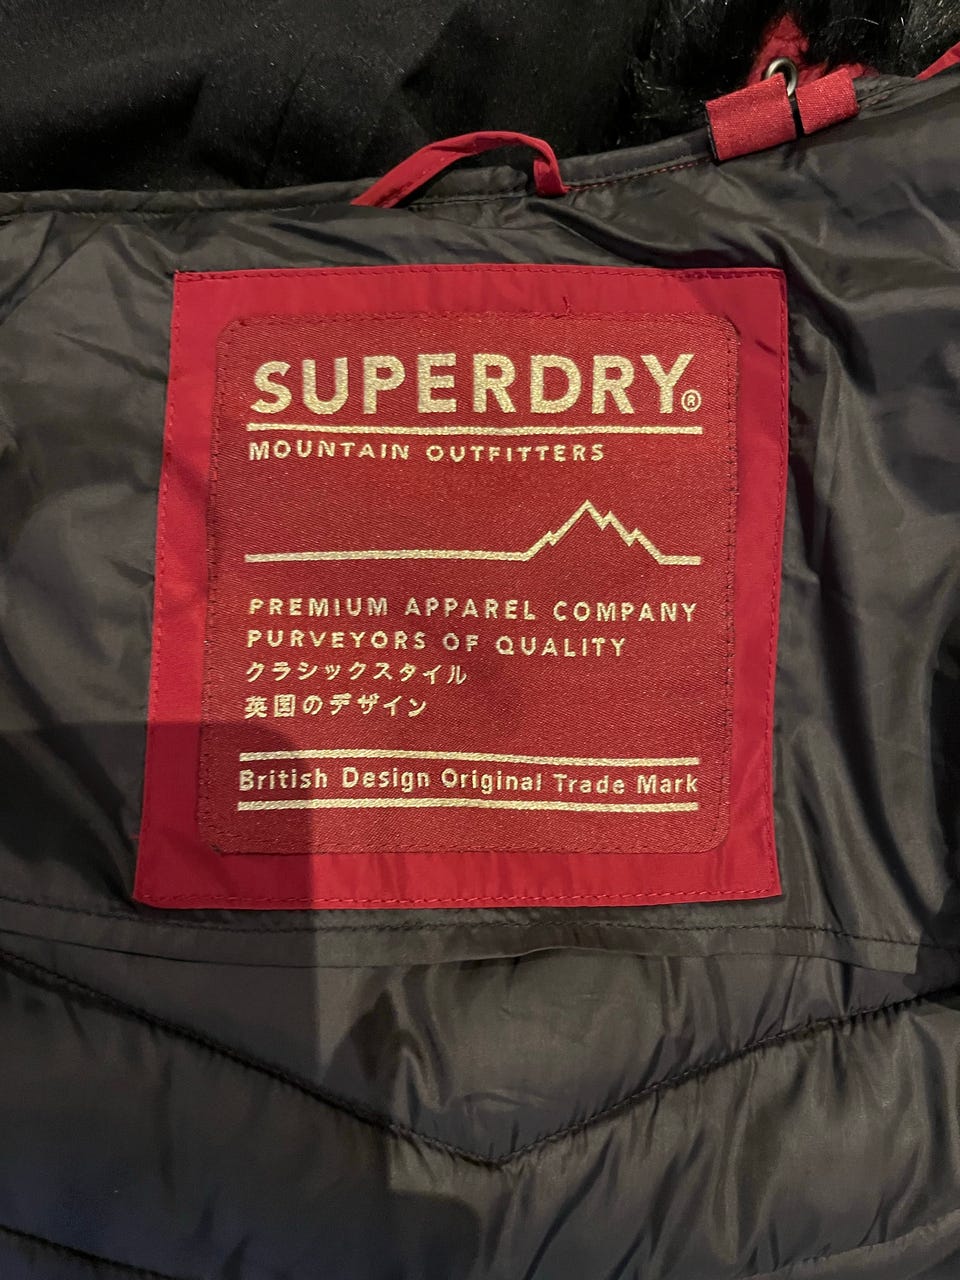 SUPERDRY®
MOUNTAIN OUTFITTERS
PREMIUM APPAREL COMPANY
PURVEYORS OF QUALITY
クラシックスタイル
英国のデザイン
British Design Original Trade Mark